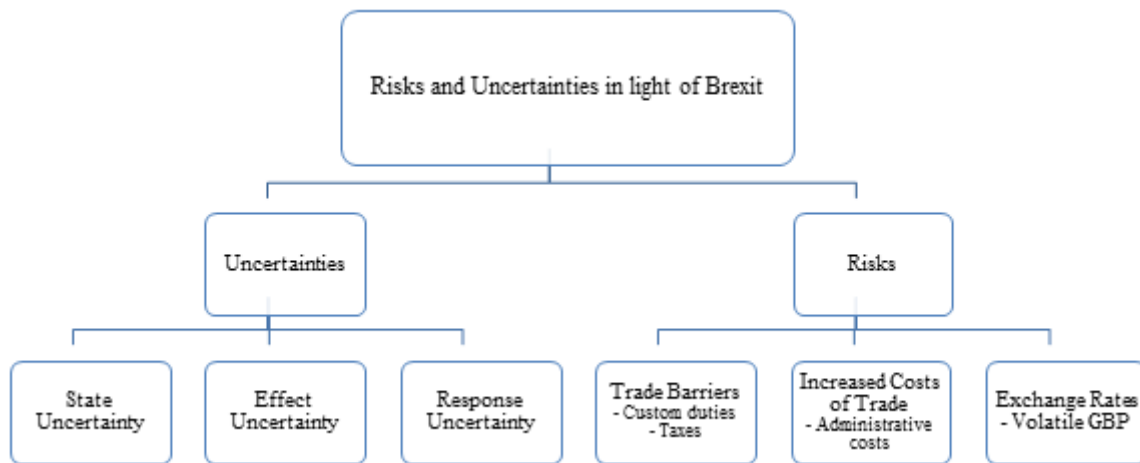 Risks and Uncertainties in light of Brexit
Uncertainties
Risks
State
Uncertainty
Effect
Uncertainty
Response
Uncertainty
Trade Barriers
- Custom duties
- Taxes
Increased Costs
of Trade
- Administrative
costs
Exchange Rates
- Volatile GBP